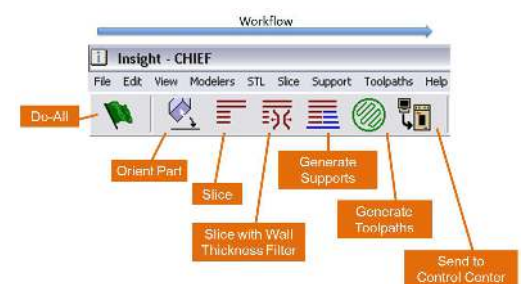 Workflow
Insight - CHIEF
File Edit View Modelers STL Slice Support Toolpaths Help
Do-All
Orient Part
Slice
Slice with Wall
Thickness Filter
Generate
Supports
Generate
Toolpaths
Send to
Control Center